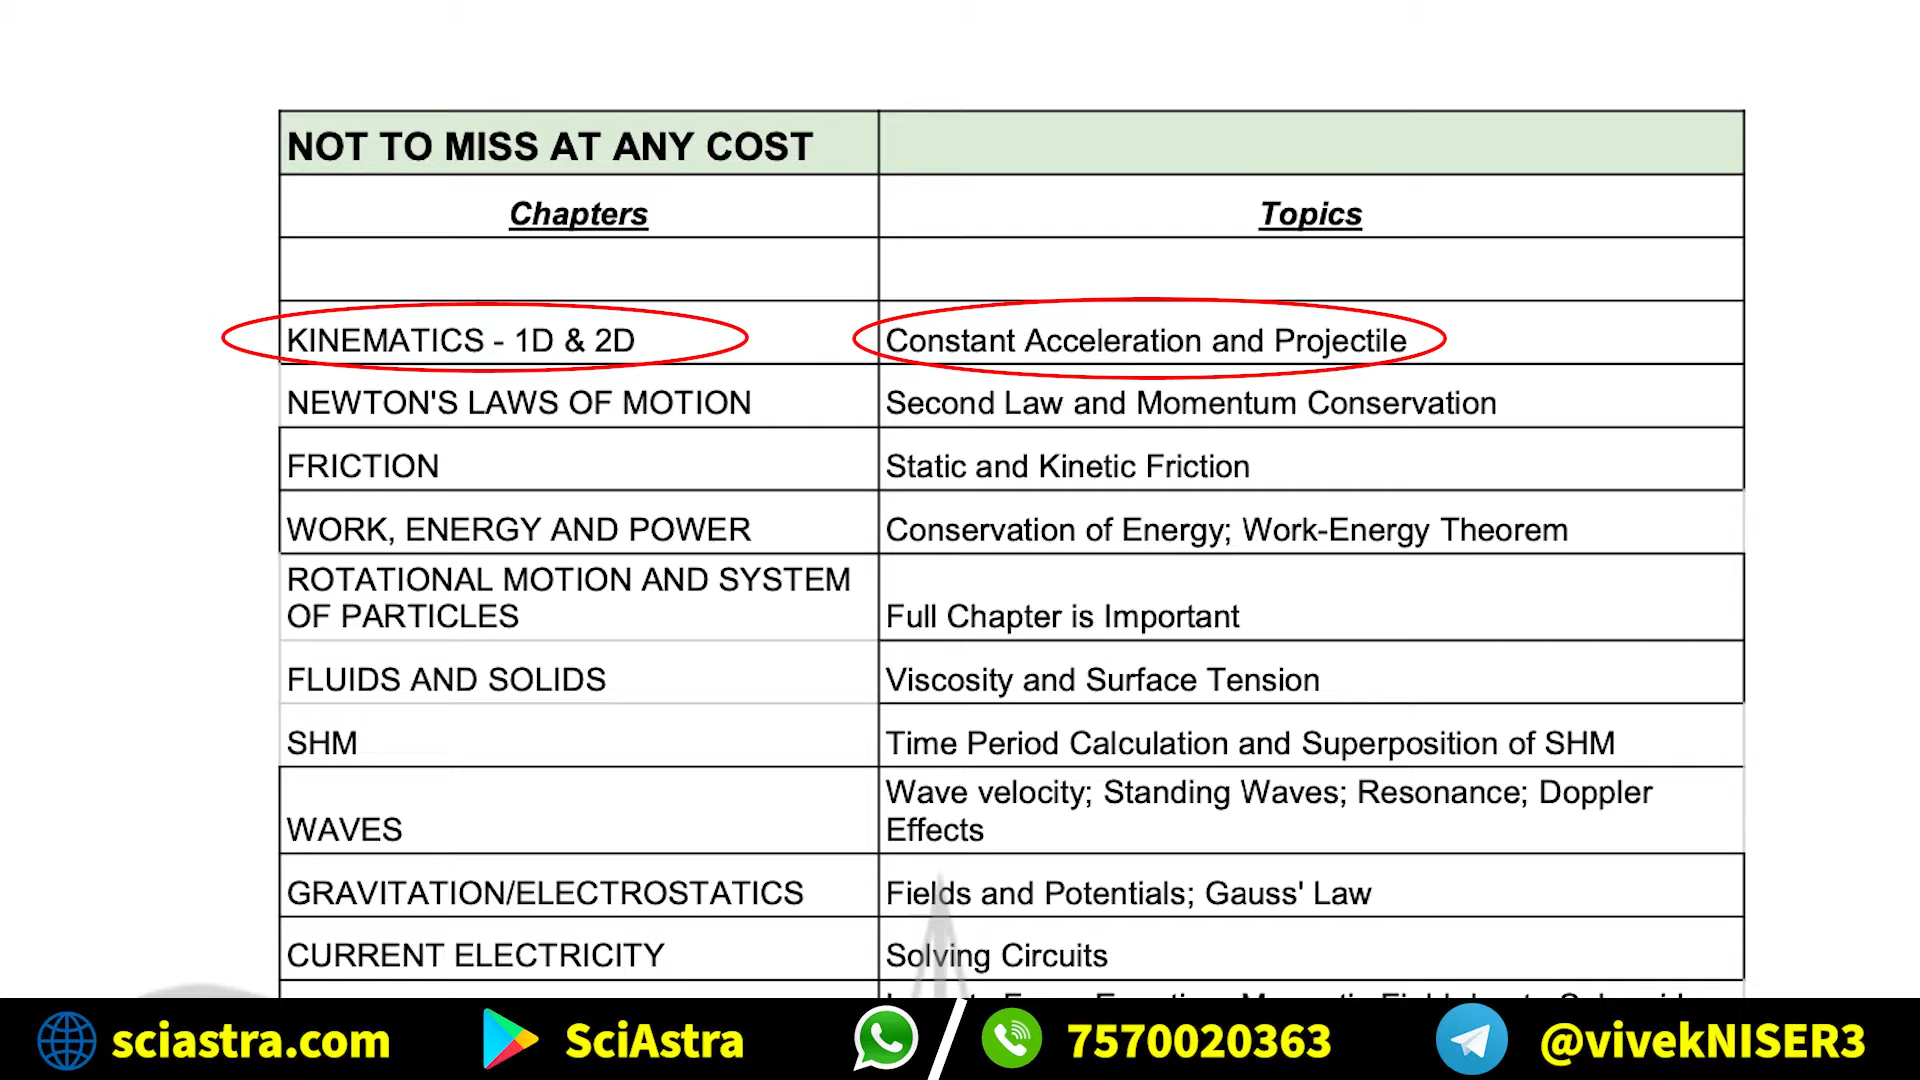 NOT TO MISS AT ANY COST
Chapters
Topics
KINEMATICS - 1D & 2D
Constant Acceleration and Projectile
NEWTON'S LAWS OF MOTION
Second Law and Momentum Conservation
FRICTION
Static and Kinetic Friction
WORK, ENERGY AND POWER
Conservation of Energy; Work-Energy Theorem
ROTATIONAL MOTION AND SYSTEM
OF PARTICLES
Full Chapter is Important
FLUIDS AND SOLIDS
Viscosity and Surface Tension
SHM
Time Period Calculation and Superposition of SHM
WAVES
Wave velocity; Standing Waves; Resonance; Doppler
Effects
GRAVITATION/ELECTROSTATICS
Fields and Potentials; Gauss' Law
CURRENT ELECTRICITY
Solving Circuits
sciastra.com
SciAstra
7570020363
@vivekNISER3